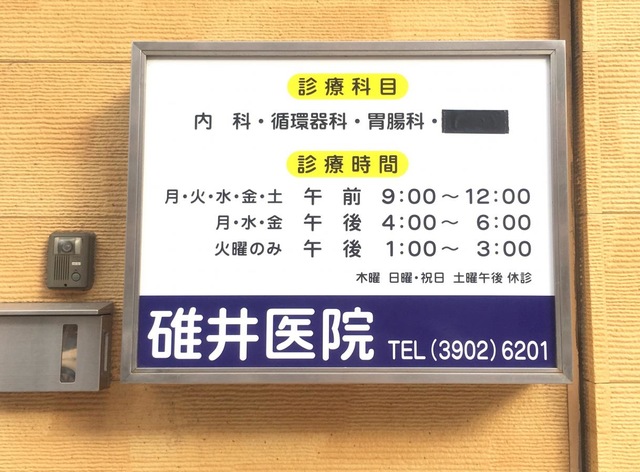 診療科目
内 科・循環器科・胃腸科・
診療時間
月・火・水・金・土 午 前 9:00～12:00
月・水・金 午 後 4:00～ 6:00
火曜のみ 午 後 1:00～ 3:00
木曜 日曜・祝日 土曜午後 休診
碓井医院 TEL(3902)6201